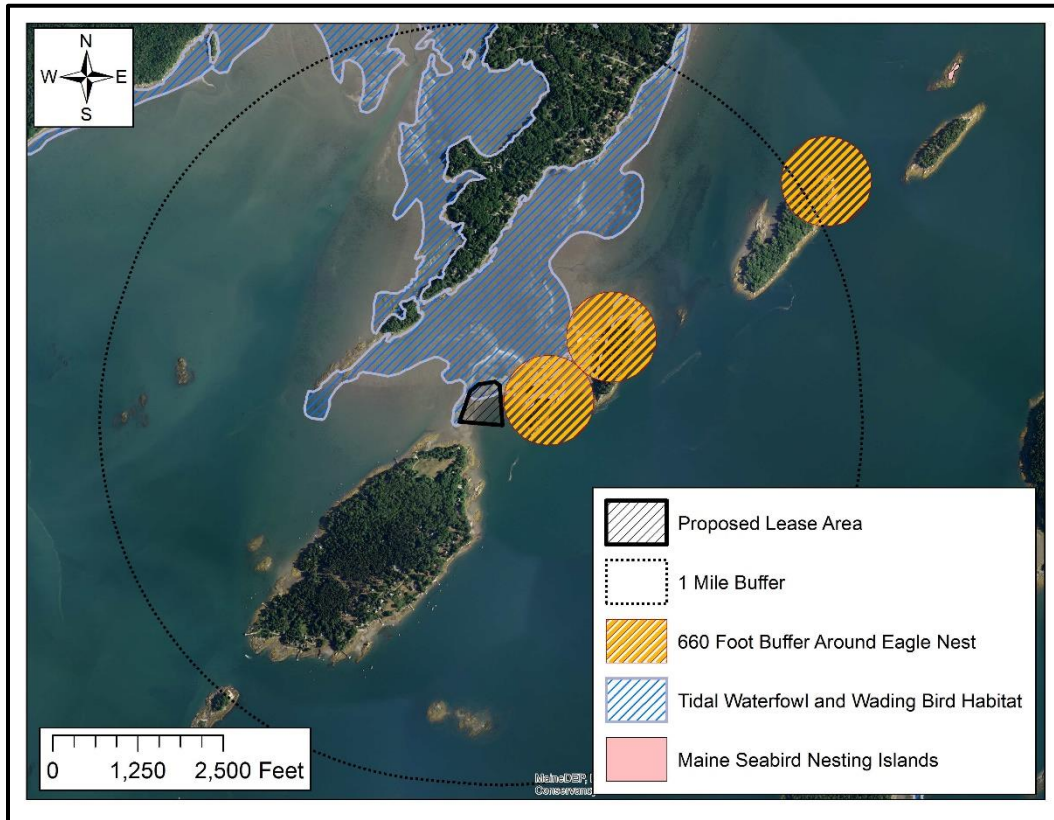 N
W E
S
Proposed Lease Area
1 Mile Buffer
660 Foot Buffer Around Eagle Nest
Tidal Waterfowl and Wading Bird Habitat
Maine Seabird Nesting Islands
0 1,250 2,500 Feet
MaineDEP,
Conservancy